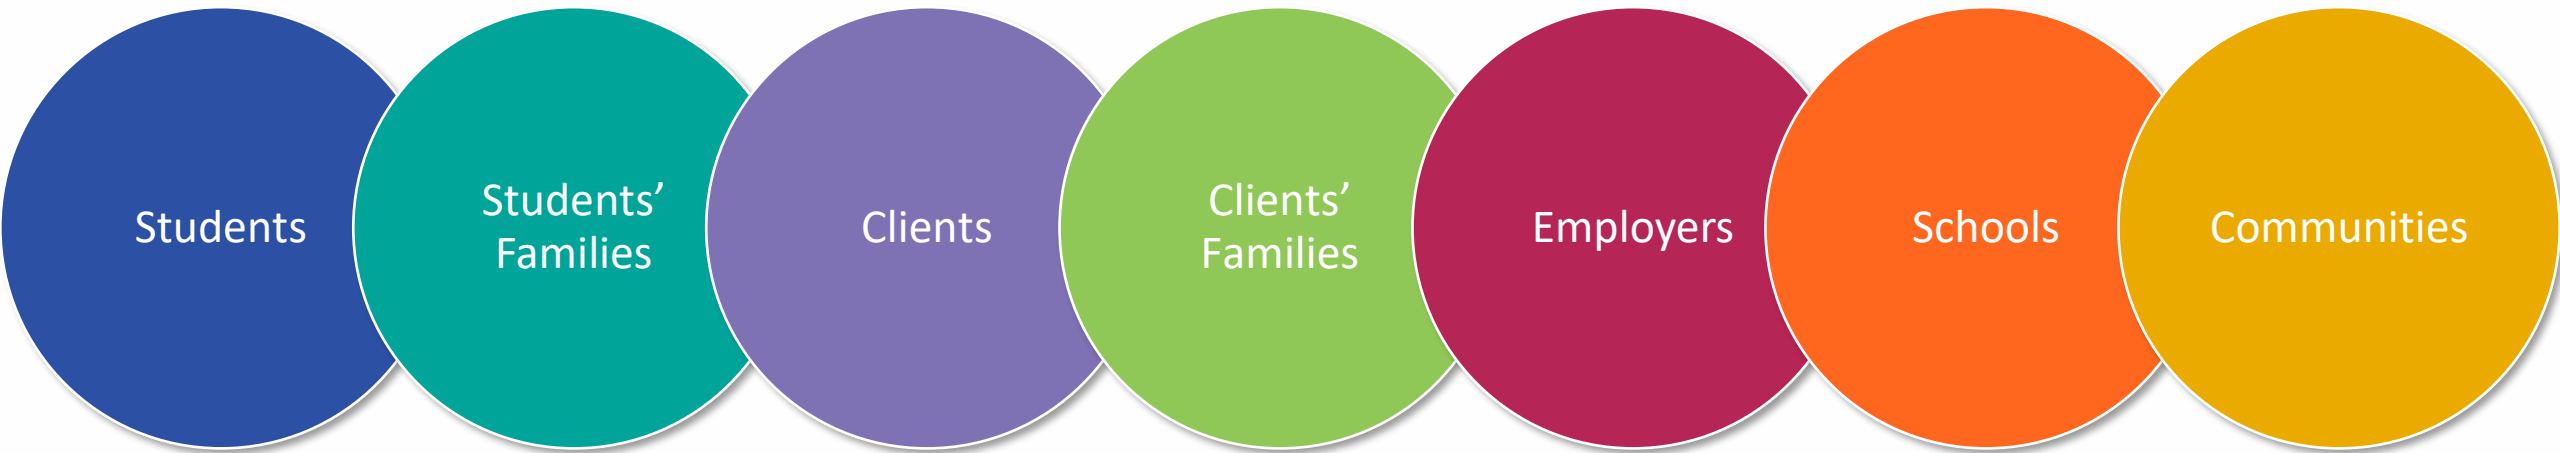 Students
Students’
Families
Clients
Clients’
Families
Employers
Schools
Communities